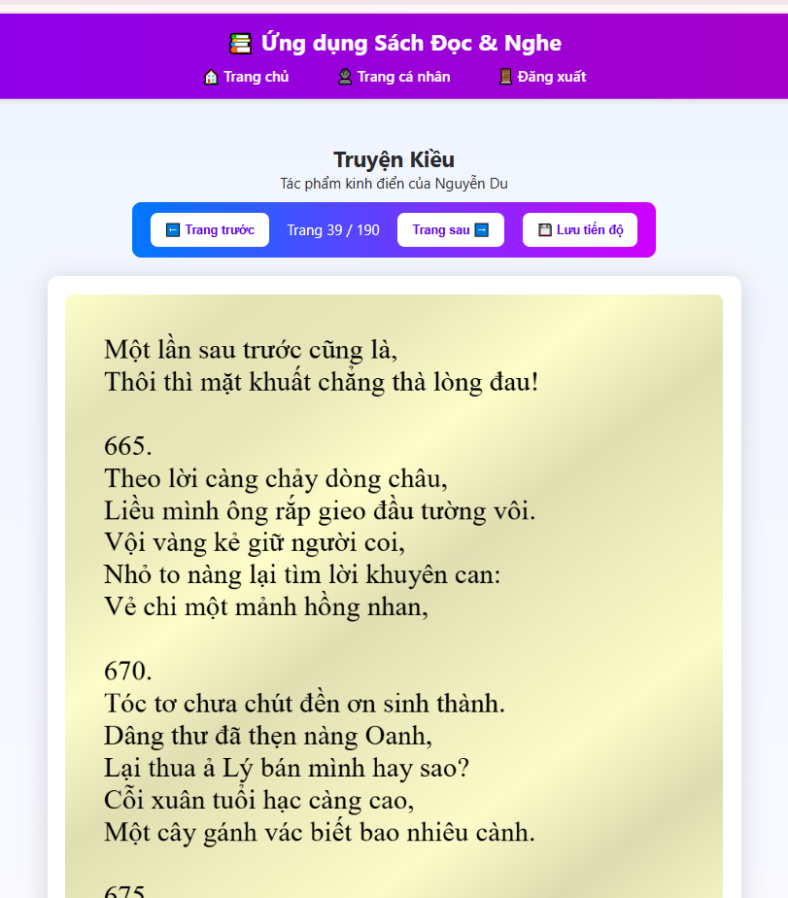 Ứng dụng Sách Đọc & Nghe
Trang chủ Trang cá nhân Đăng xuất
Truyện Kiều
Tác phẩm kinh điển của Nguyễn Du
Trang trước Trang 39 / 190 Trang sau Lưu tiến độ
Một lần sau trước cũng là,
Thôi thì mặt khuất chẳng thà lòng đau!
665.
Theo lời càng chảy dòng châu,
Liều mình ông rắp gieo đầu tường vôi.
Vội vàng kẻ giữ người coi,
Nhỏ to nàng lại tìm lời khuyên can:
Vẻ chi một mảnh hồng nhan,
670.
Tóc tơ chưa chút đền ơn sinh thành.
Dâng thư đã thẹn nàng Oanh,
Lại thua ả Lý bán mình hay sao?
Cỗi xuân tuổi hạc càng cao,
Một cây gánh vác biết bao nhiêu cành.
675